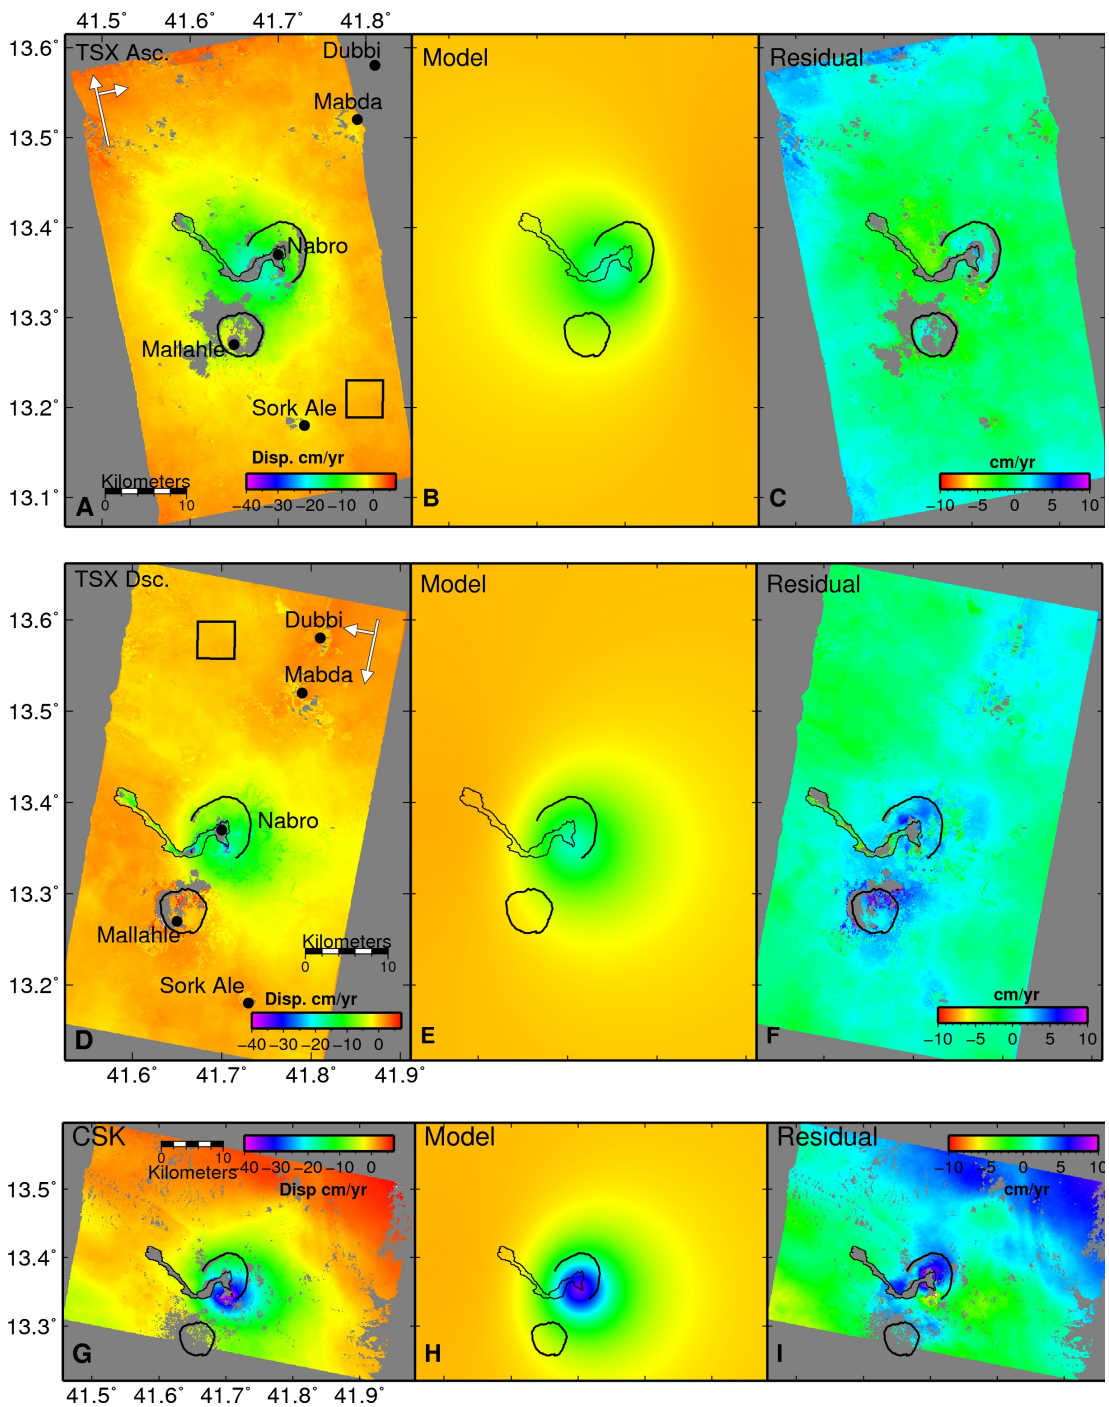 41.5° 41.6° 41.7° 41.8°
13.6°
13.5°
13.4°
13.3°
13.2°
13.1°
TSX Asc.
Dubbi
Mabda
Nabro
Mallahle
Sork Ale
Disp. cm/yr
−40 −30 −20 −10 0
Kilometers
0 10
A
Model
B
Residual
cm/yr
−10 −5 0 5 10
C
13.6°
13.5°
13.4°
13.3°
13.2°
TSX Dsc.
Dubbi
Mabda
Nabro
Mallahle
Kilometers
0 10
Sork Ale
Disp. cm/yr
−40 −30 −20 −10 0
D
41.6° 41.7° 41.8° 41.9°
Model
E
Residual
cm/yr
−10 −5 0 5 10
F
13.5°
13.4°
13.3°
CSK
0 10
Kilometers
−40 −30 −20 −10 0
Disp cm/yr
G
41.5° 41.6° 41.7° 41.8° 41.9°
Model
H
Residual
−10 −5 0 5 10
cm/yr
I